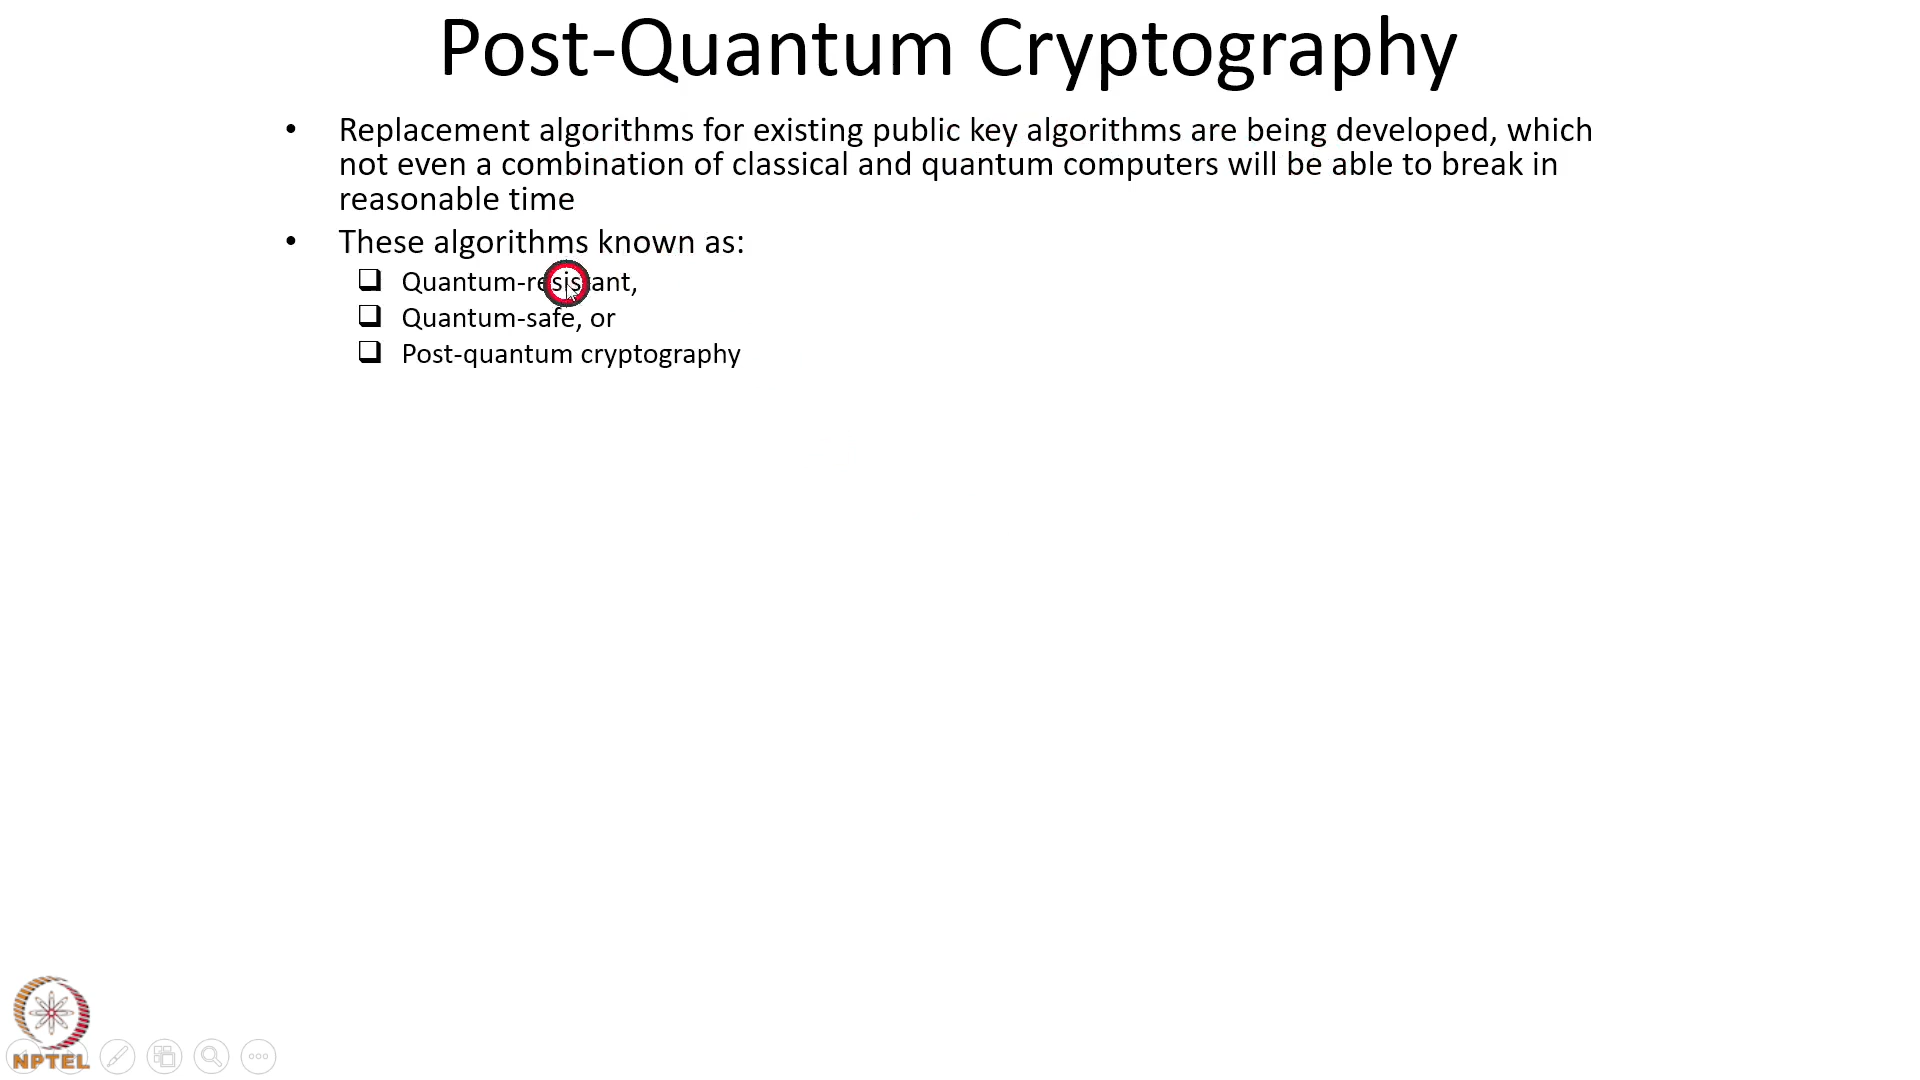 Post-Quantum Cryptography
• Replacement algorithms for existing public key algorithms are being developed, which
not even a combination of classical and quantum computers will be able to break in
reasonable time
• These algorithms known as:
❑ Quantum-resistant,
❑ Quantum-safe, or
❑ Post-quantum cryptography
NPTEL